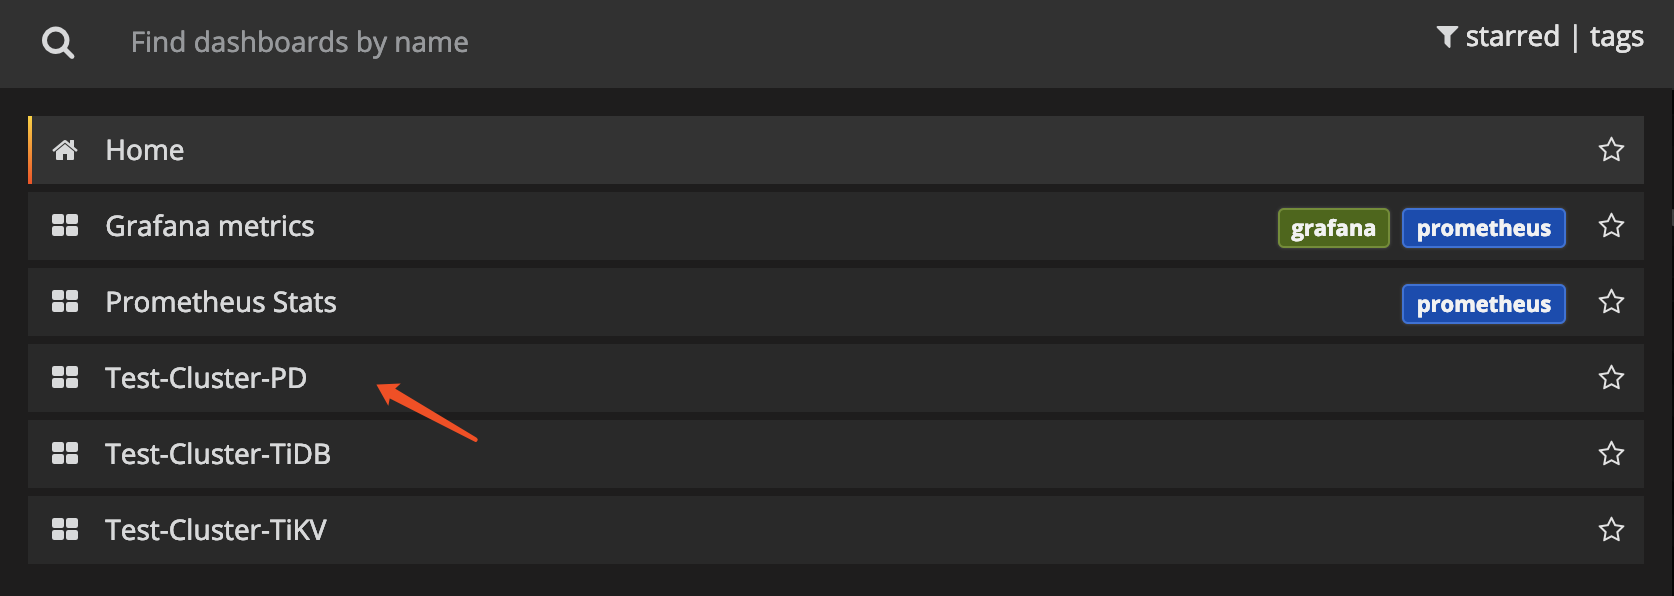 Find dashboards by name
starred | tags
Home
Grafana metrics grafana prometheus
Prometheus Stats prometheus
Test-Cluster-PD
Test-Cluster-TiDB
Test-Cluster-TiKV